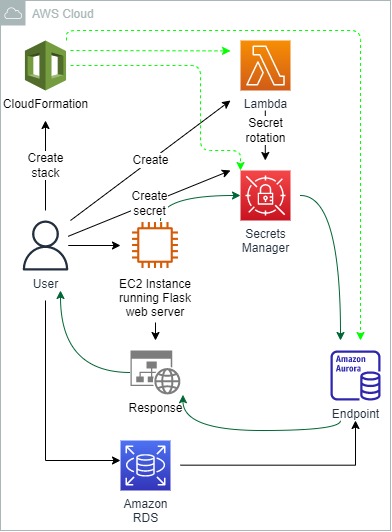 AWS Cloud
CloudFormation
Lambda
Secret
rotation
Create
stack
Create
Create
secret
Secrets
Manager
User
EC2 Instance
running Flask
web server
Amazon
Aurora
Response
Endpoint
Amazon
RDS